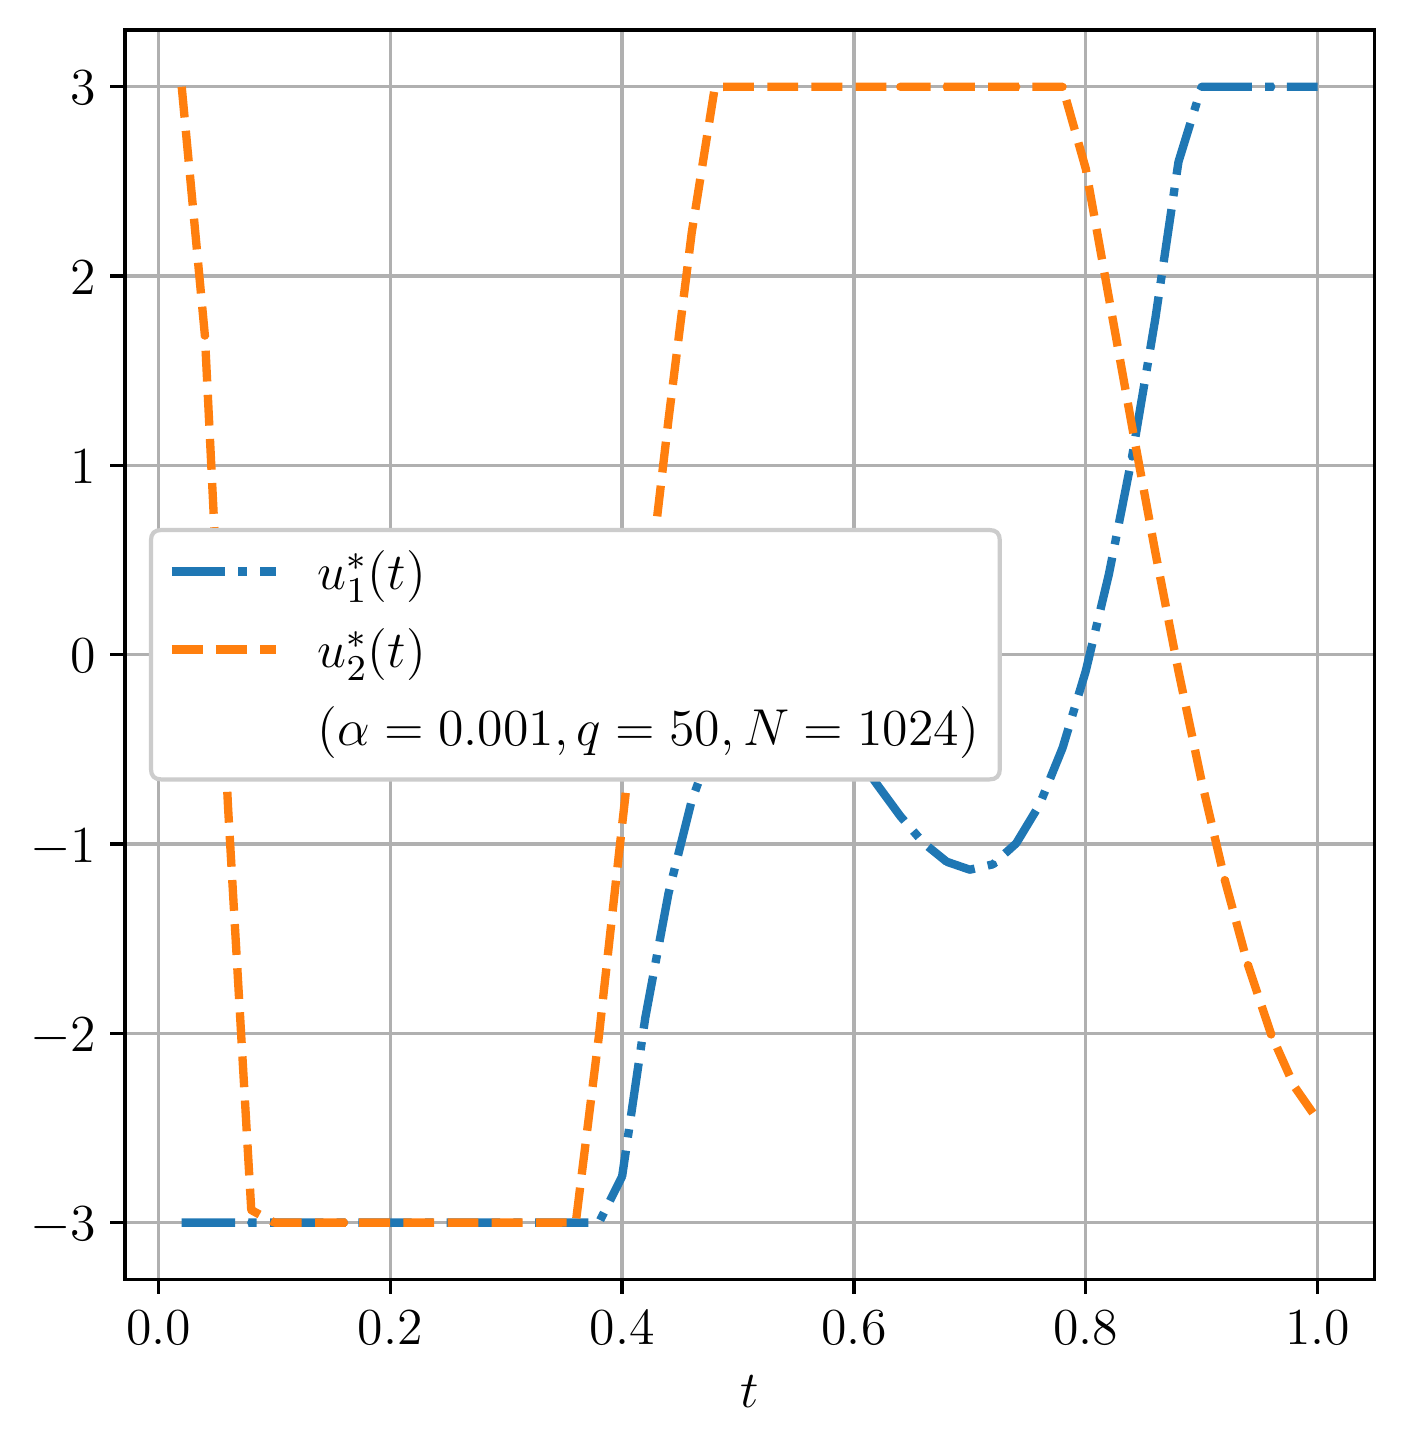 3
2
1
0
−1
−2
−3
u₁*(t)
u₂*(t)
(α = 0.001, q = 50, N = 1024)
0.0 0.2 0.4 0.6 0.8 1.0
t